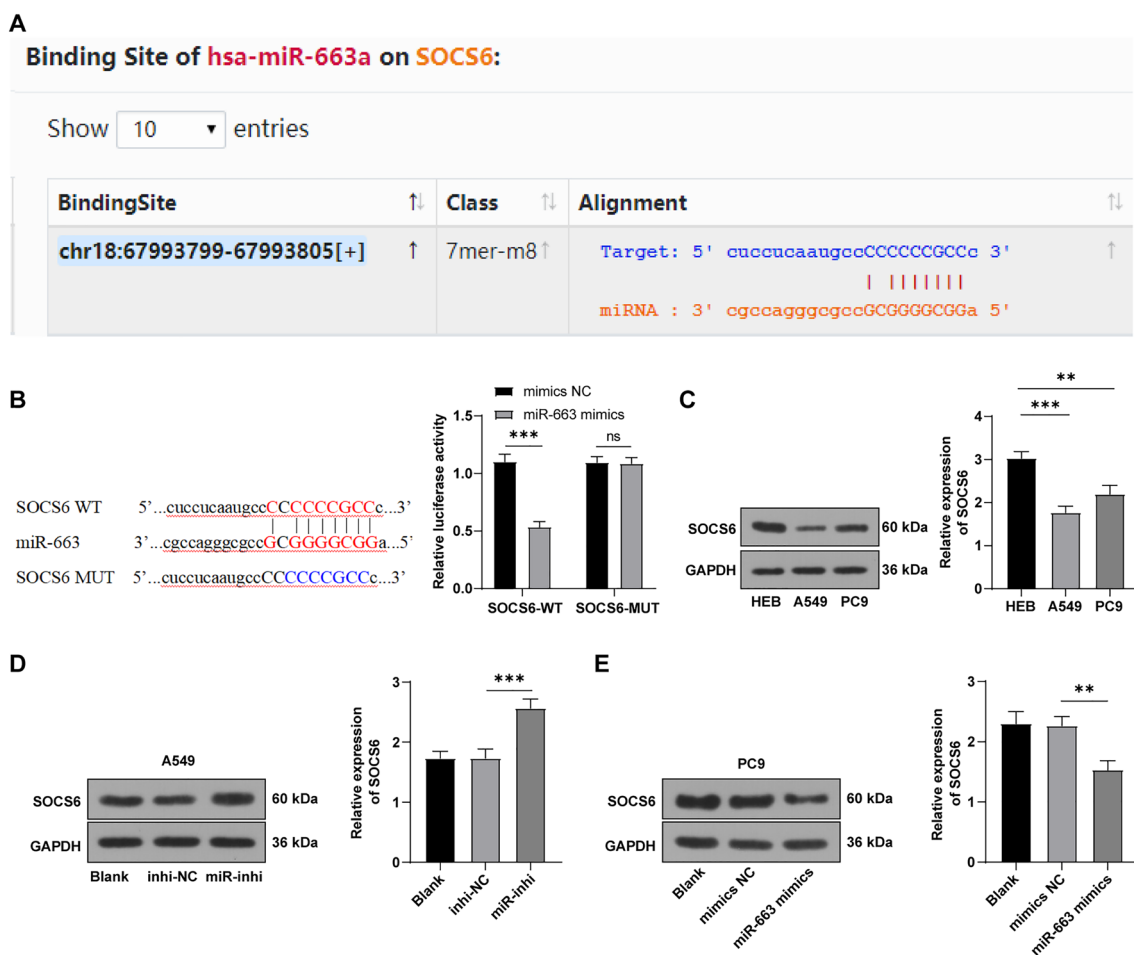 A
Binding Site of hsa-miR-663a on SOCS6:
Show 10 entries
BindingSite Class Alignment
chr18:67993799-67993805[+] 7mer-m8 Target: 5' cuccucaaugccCCCCCCGCCc 3'
miRNA : 3' cgccagggcgccGCGGGGCGGa 5'
B
SOCS6 WT 5’...cuccucaaugccCCCCCCGCCc...3’
miR-663 3’...cgccagggcgccGCGGGGCGGa...5’
SOCS6 MUT 5’...cuccucaaugccCCCCCCGCCc...3’
mimics NC
miR-663 mimics
Relative luciferase activity
1.5
1.0
0.5
0.0
***
ns
SOCS6-WT SOCS6-MUT
C
SOCS6 60 kDa
GAPDH 36 kDa
HEB A549 PC9
Relative expression
of SOCS6
4
3
2
1
0
**
***
HEB A549 PC9
D
A549
SOCS6 60 kDa
GAPDH 36 kDa
Blank inhi-NC miR-inhi
Relative expression
of SOCS6
3
2
1
0
***
Blank
inhi-NC
miR-inhi
E
PC9
SOCS6 60 kDa
GAPDH 36 kDa
Blank
mimics NC
miR-663 mimics
Relative expression
of SOCS6
3
2
1
0
**
Blank
mimics NC
miR-663 mimics